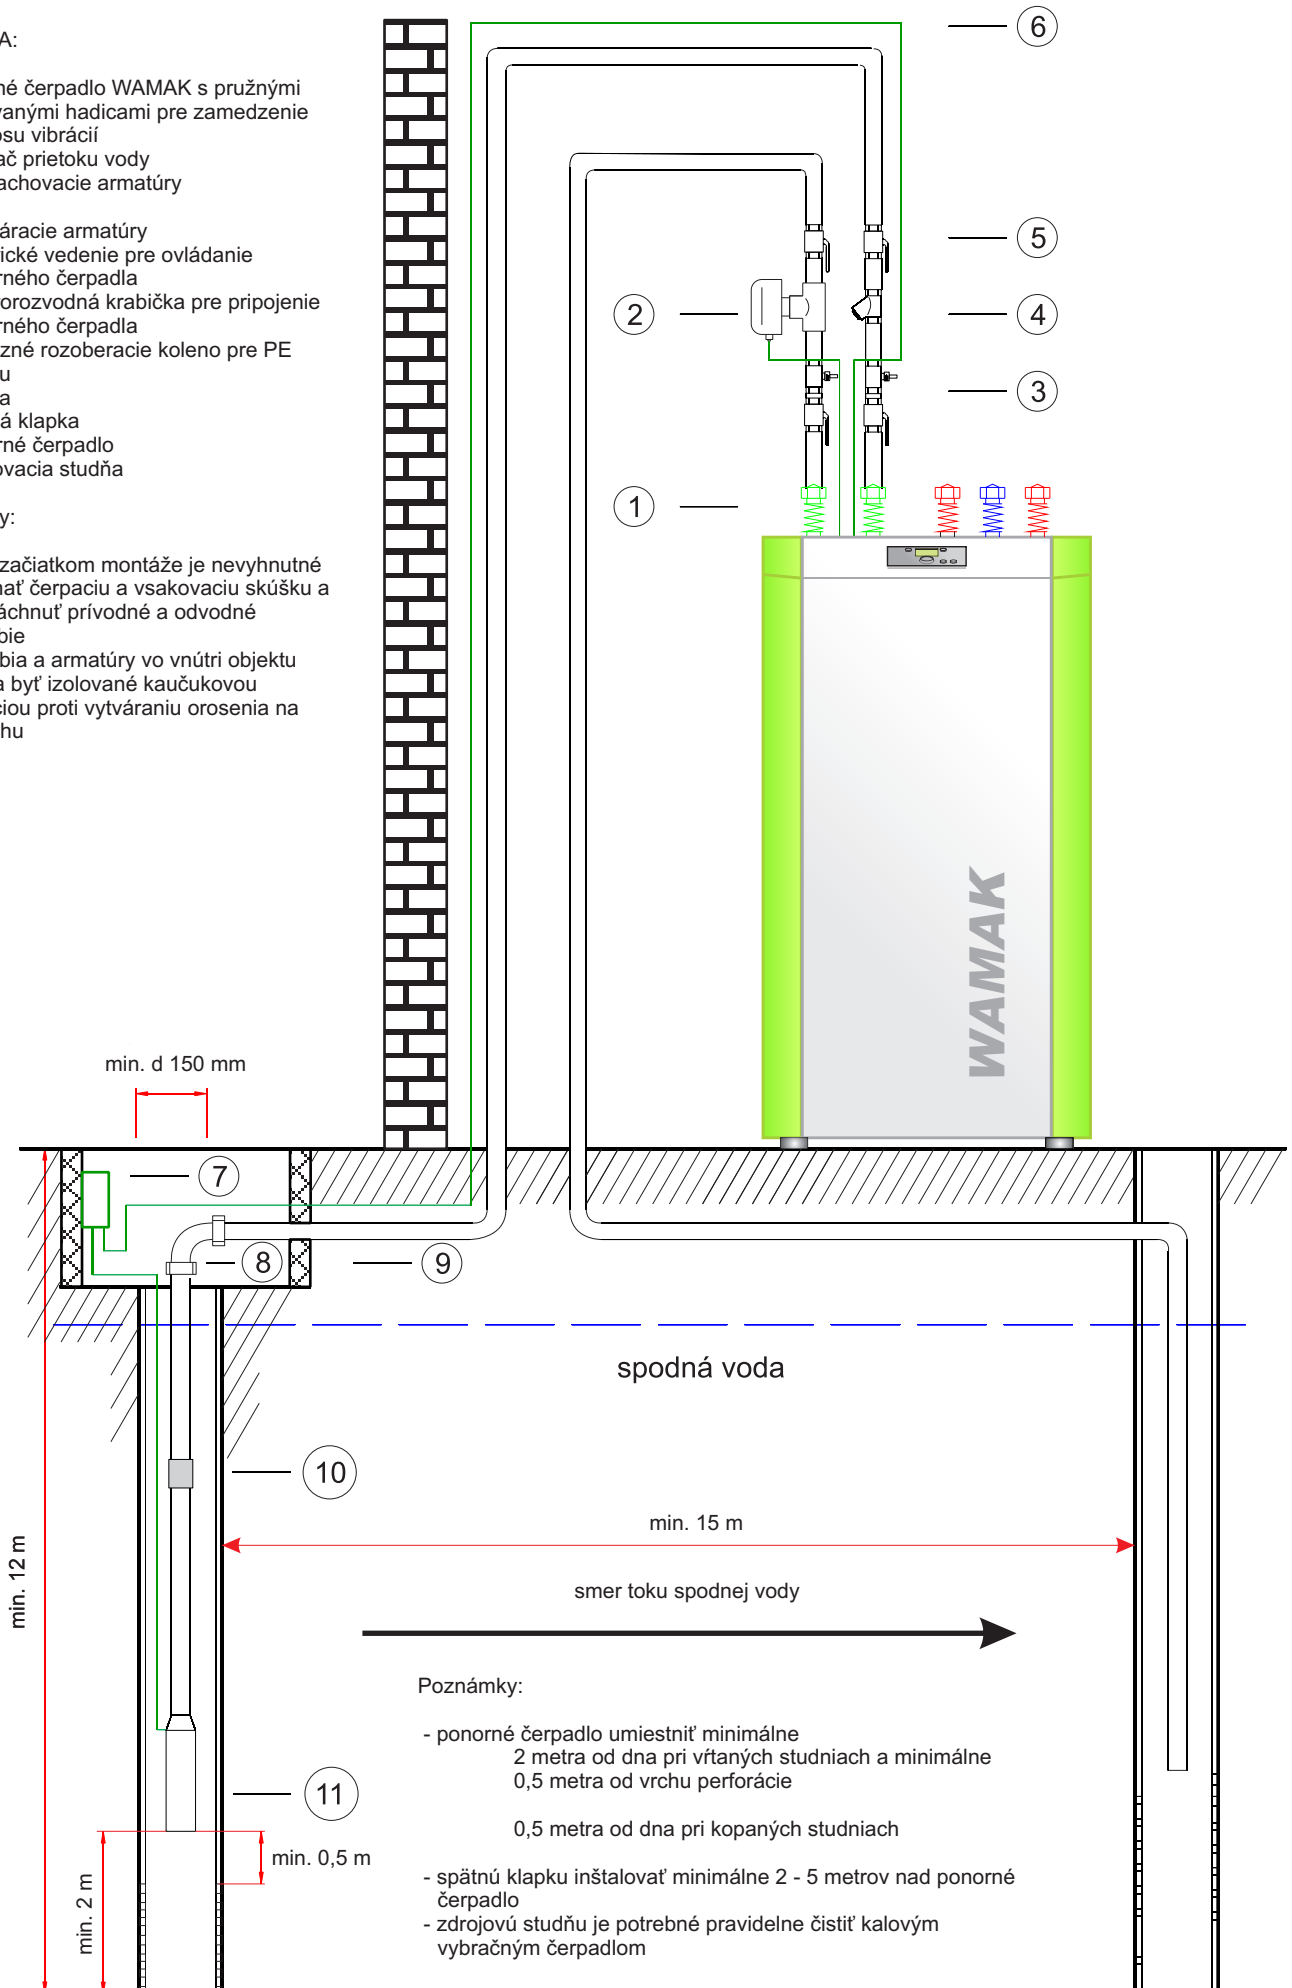 A:
né čerpadlo WAMAK s pružnými
vanými hadicami pre zamedzenie
osu vibrácií
ač prietoku vody
achovacie armatúry
áracie armatúry
rické vedenie pre ovládanie
rného čerpadla
rorozvodná krabička pre pripojenie
rného čerpadla
zné rozoberacie koleno pre PE
u
a
á klapka
rné čerpadlo
ovacia studňa
y:
začiatkom montáže je nevyhnutné
nať čerpaciu a vsakovaciu skúšku a
áchnuť prívodné a odvodné
bie
bia a armatúry vo vnútri objektu
a byť izolované kaučukovou
ciou proti vytváraniu orosenia na
hu
6
5
2
4
3
1
WAMAK
min. d 150 mm
7
8
9
spodná voda
10
min. 15 m
min. 12 m
smer toku spodnej vody
Poznámky:
- ponorné čerpadlo umiestniť minimálne
2 metra od dna pri vŕtaných studniach a minimálne
0,5 metra od vrchu perforácie
11
0,5 metra od dna pri kopaných studniach
min. 0,5 m
- spätnú klapku inštalovať minimálne 2 - 5 metrov nad ponorné
čerpadlo
- zdrojovú studňu je potrebné pravidelne čistiť kalovým
vybračným čerpadlom
min. 2 m